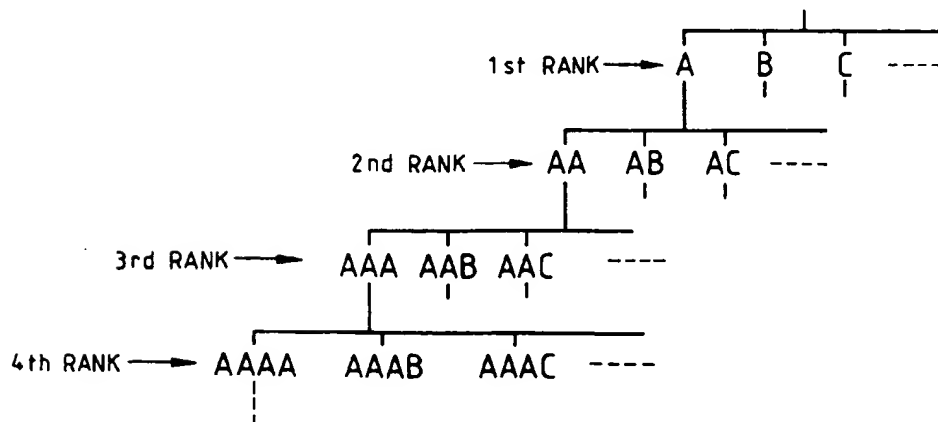 1st RANK A B C ----
2nd RANK AA AB AC ----
3rd RANK AAA AAB AAC ----
4th RANK AAAA AAAB AAAC ----